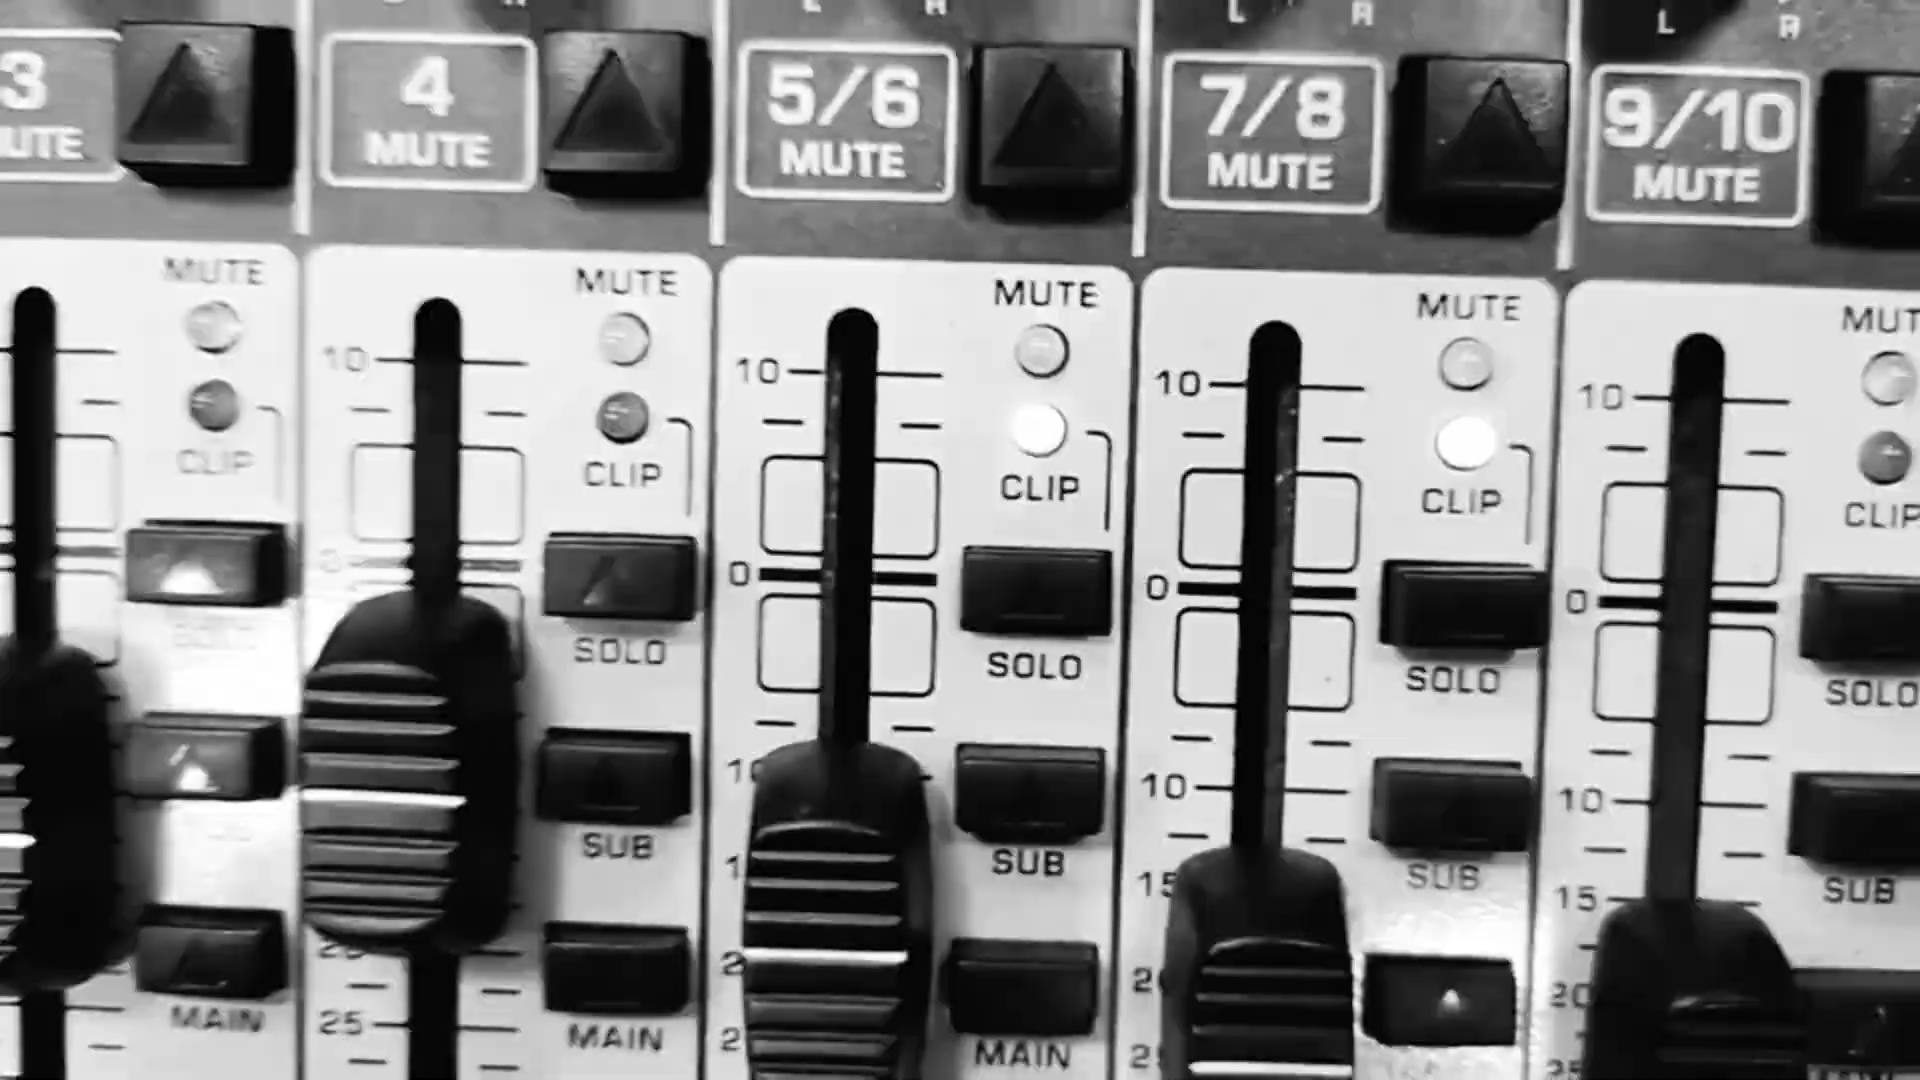 L R L R L R
3 4 5/6 7/8 9/10
MUTE MUTE MUTE MUTE
MUTE MUTE MUTE MUTE
10 10 10 10
CLIP CLIP CLIP CLIP
0 0 0
SOLO SOLO SOLO SOLO
10 10
SUB SUB SUB SUB
15 15
20
MAIN MAIN MAIN
25